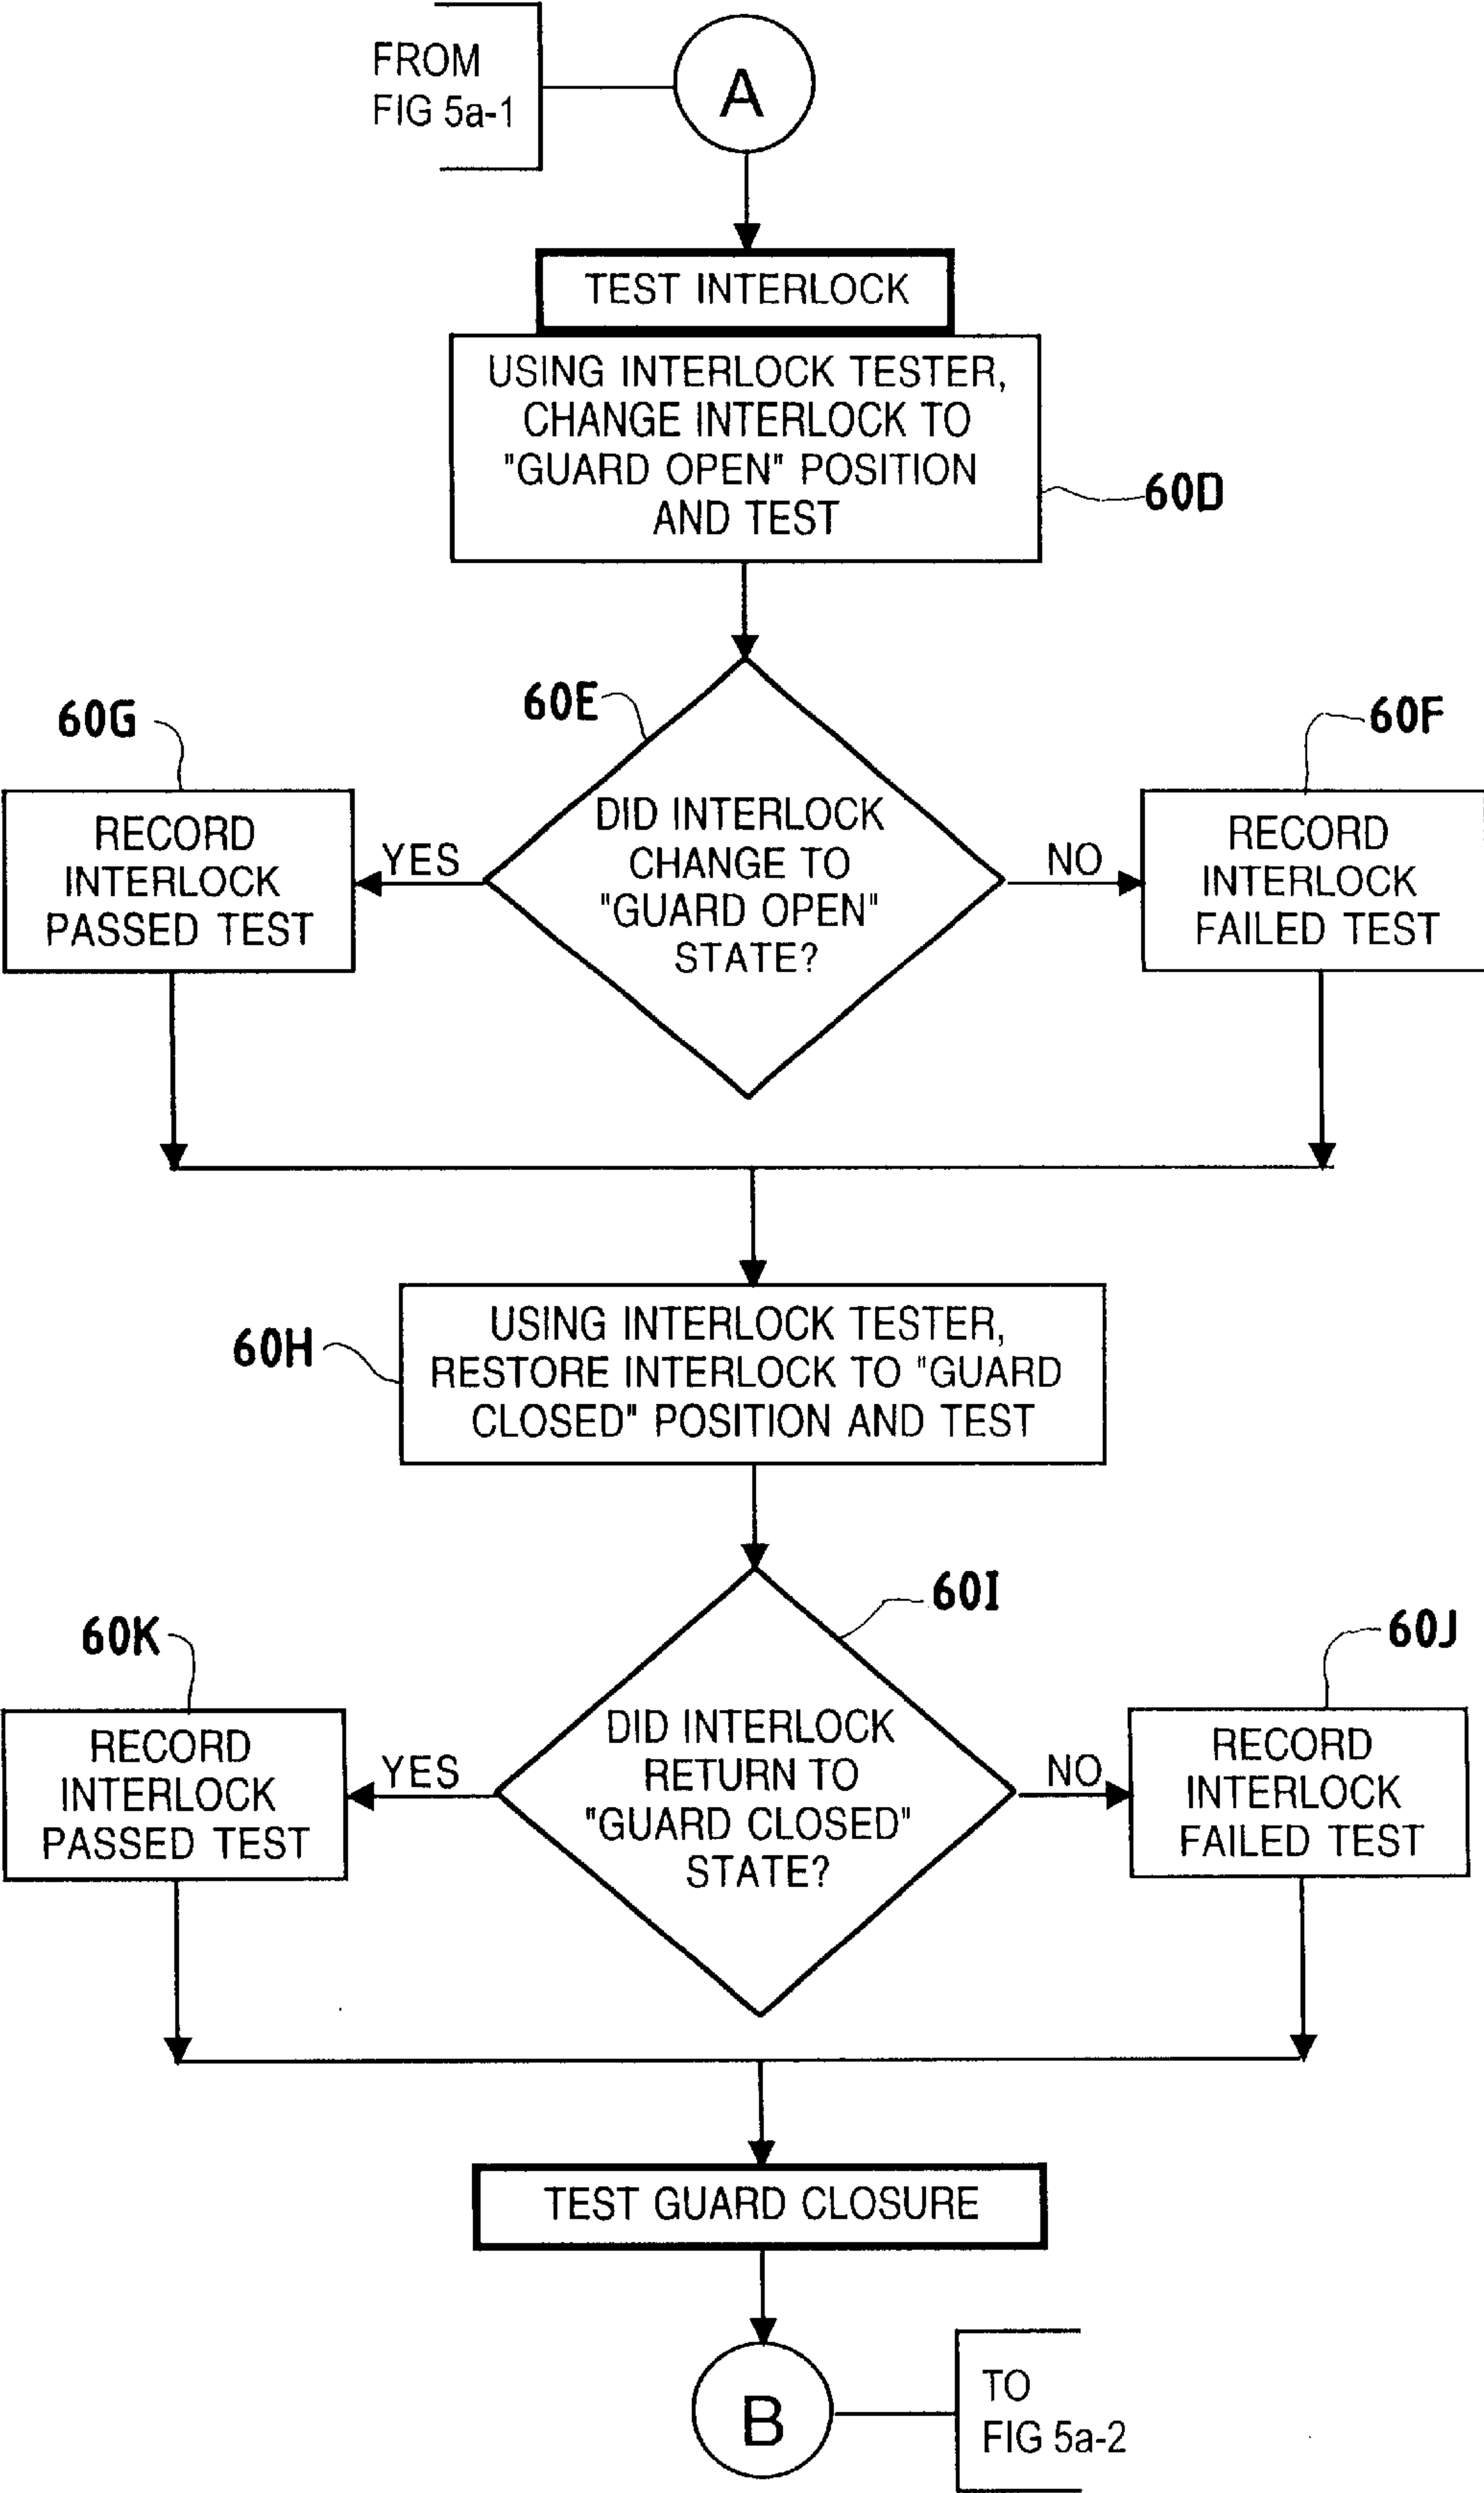 FROM
FIG 5a-1
A
TEST INTERLOCK
USING INTERLOCK TESTER,
CHANGE INTERLOCK TO
"GUARD OPEN" POSITION
AND TEST
60D
60E
60G
60F
DID INTERLOCK
CHANGE TO
"GUARD OPEN"
STATE?
YES
NO
RECORD
INTERLOCK
PASSED TEST
RECORD
INTERLOCK
FAILED TEST
60H
USING INTERLOCK TESTER,
RESTORE INTERLOCK TO "GUARD
CLOSED" POSITION AND TEST
60I
60K
60J
DID INTERLOCK
RETURN TO
"GUARD CLOSED"
STATE?
YES
NO
RECORD
INTERLOCK
PASSED TEST
RECORD
INTERLOCK
FAILED TEST
TEST GUARD CLOSURE
B
TO
FIG 5a-2